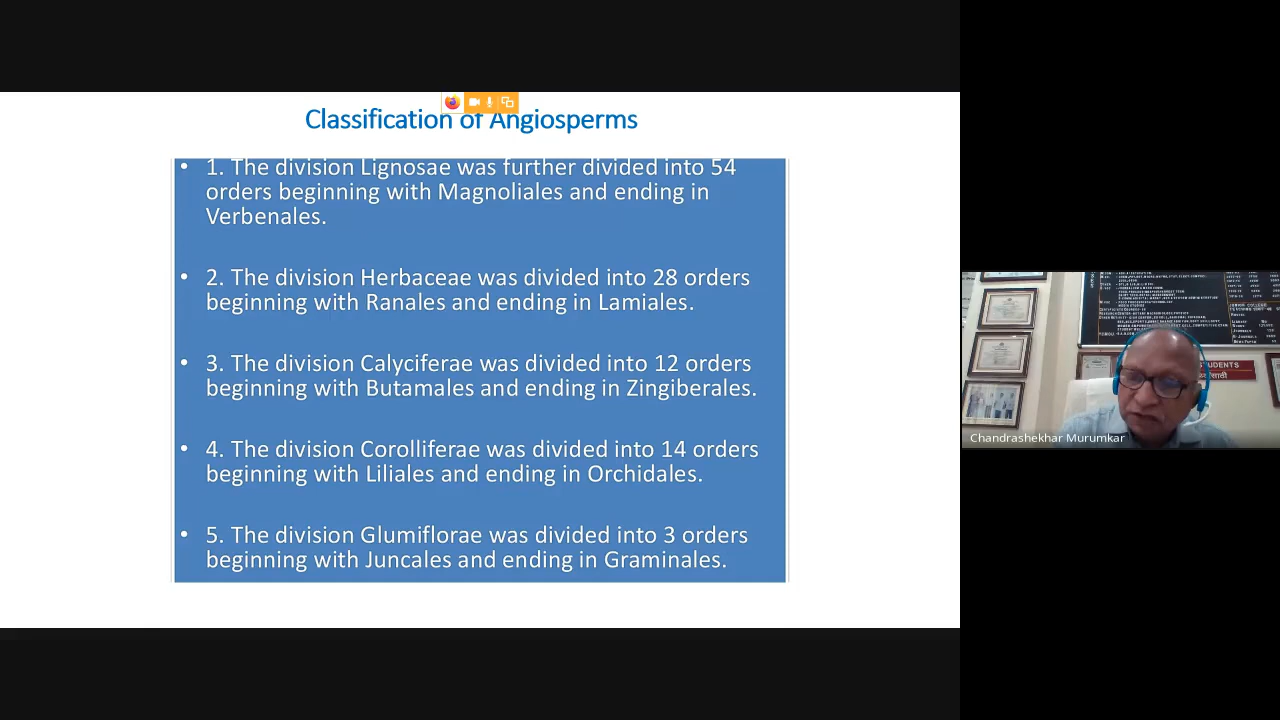 Classification of Angiosperms
• 1. The division Lignosae was further divided into 54
orders beginning with Magnoliales and ending in
Verbenales.
• 2. The division Herbaceae was divided into 28 orders
beginning with Ranales and ending in Lamiales.
• 3. The division Calyciferae was divided into 12 orders
beginning with Butamales and ending in Zingiberales.
• 4. The division Corolliferae was divided into 14 orders
beginning with Liliales and ending in Orchidales.
• 5. The division Glumiflorae was divided into 3 orders
beginning with Juncales and ending in Graminales.
STUDENTS
Chandrashekhar Murumkar